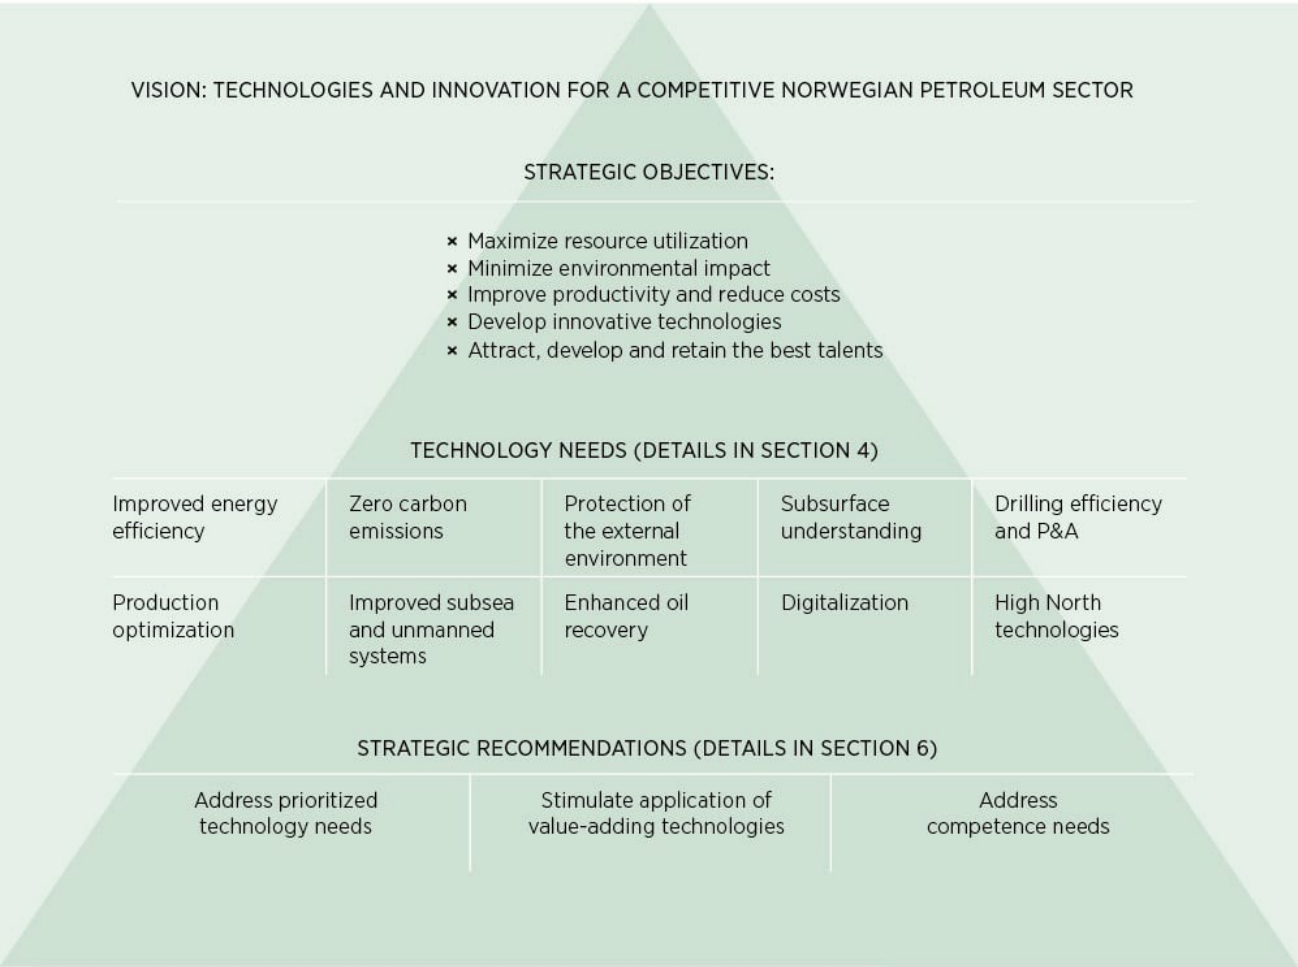 VISION: TECHNOLOGIES AND INNOVATION FOR A COMPETITIVE NORWEGIAN PETROLEUM SECTOR
STRATEGIC OBJECTIVES:
× Maximize resource utilization
× Minimize environmental impact
× Improve productivity and reduce costs
× Develop innovative technologies
× Attract, develop and retain the best talents
TECHNOLOGY NEEDS (DETAILS IN SECTION 4)
Improved energy
efficiency
Zero carbon
emissions
Protection of
the external
environment
Subsurface
understanding
Drilling efficiency
and P&A
Production
optimization
Improved subsea
and unmanned
systems
Enhanced oil
recovery
Digitalization
High North
technologies
STRATEGIC RECOMMENDATIONS (DETAILS IN SECTION 6)
Address prioritized
technology needs
Stimulate application of
value-adding technologies
Address
competence needs